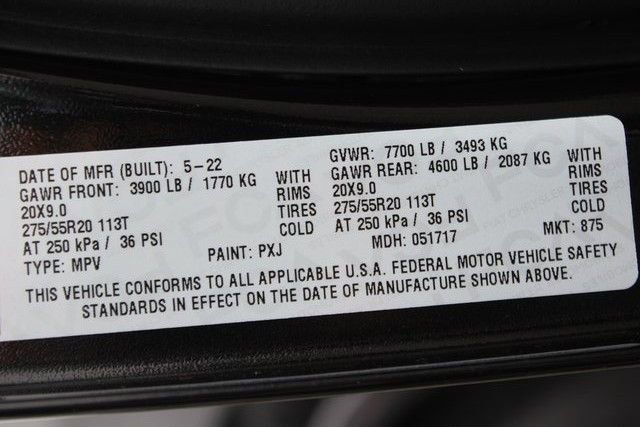 DATE OF MFR (BUILT): 5-22 GVWR: 7700 LB / 3493 KG
GAWR FRONT: 3900 LB / 1770 KG WITH GAWR REAR: 4600 LB / 2087 KG WITH
20X9.0 RIMS 20X9.0 RIMS
275/55R20 113T TIRES 275/55R20 113T TIRES
AT 250 kPa / 36 PSI COLD AT 250 kPa / 36 PSI COLD
TYPE: MPV PAINT: PXJ MDH: 051717 MKT: 875
THIS VEHICLE CONFORMS TO ALL APPLICABLE U.S.A. FEDERAL MOTOR VEHICLE SAFETY
STANDARDS IN EFFECT ON THE DATE OF MANUFACTURE SHOWN ABOVE.